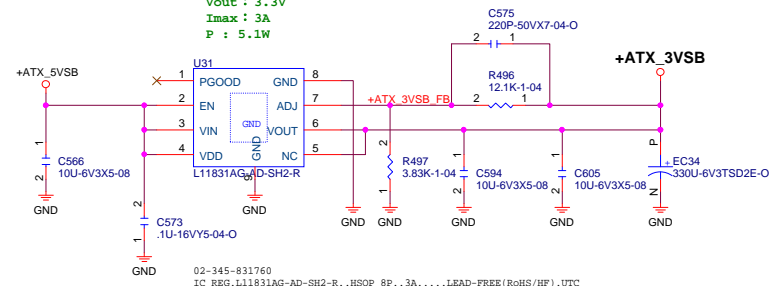 Vout : 3.3V
Imax : 3A
P : 5.1W
C575
220P-50VX7-04-O
2
1
+ATX_3VSB
+ATX_5VSB
U31
1
PGOOD
GND
8
2
EN
ADJ
7
3
VIN
VOUT
6
4
VDD
NC
5
GND
GND
9
L11831AG-AD-SH2-R
+ATX_3VSB_FB
R496
12.1K-1-04
2
1
1
2
C566
10U-6V3X5-08
GND
2
1
C573
.1U-16VY5-04-O
GND
GND
GND
2
1
R497
3.83K-1-04
GND
1
2
C594
10U-6V3X5-08
GND
1
2
C605
10U-6V3X5-08
GND
P
N
+
EC34
330U-6V3TSD2E-O
GND
02-345-831760
IC REG.L11831AG-AD-SH2-R..HSOP 8P..3A.....LEAD-FREE(RoHS/HF).UTC